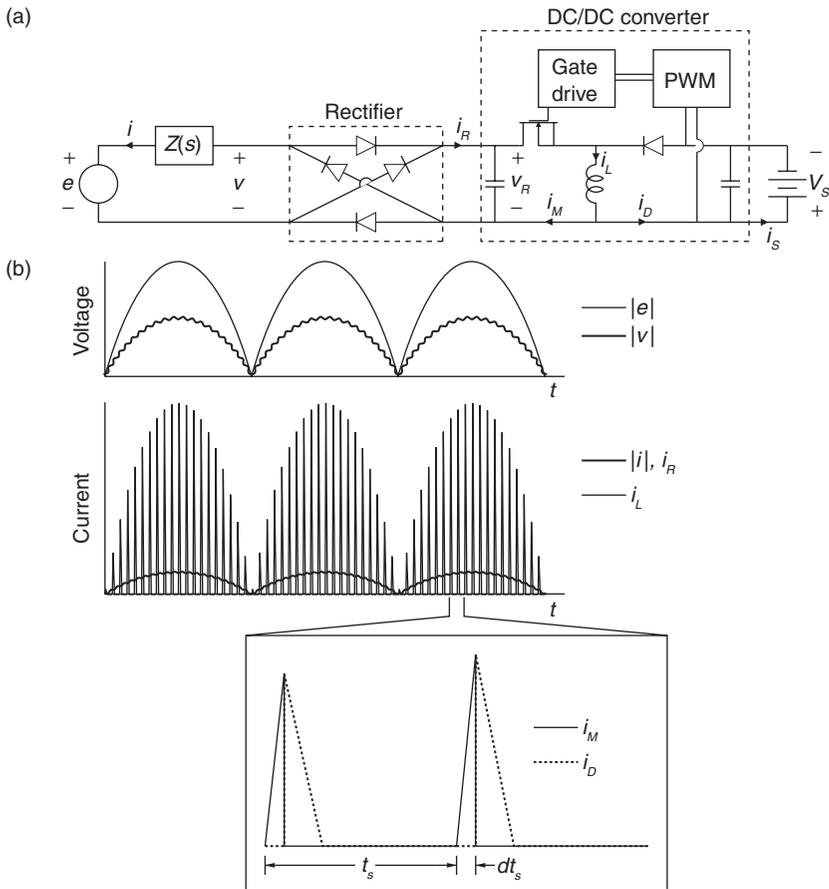 (a)
DC/DC converter
Gate drive
PWM
Rectifier
i
Z(s)
i_R
+
+
+
−
e
v
v_R
i_L
V_S
−
−
−
i_M
i_D
+
i_S
(b)
Voltage
|e|
|v|
t
Current
|i|, i_R
i_L
t
i_M
i_D
t_s
dt_s